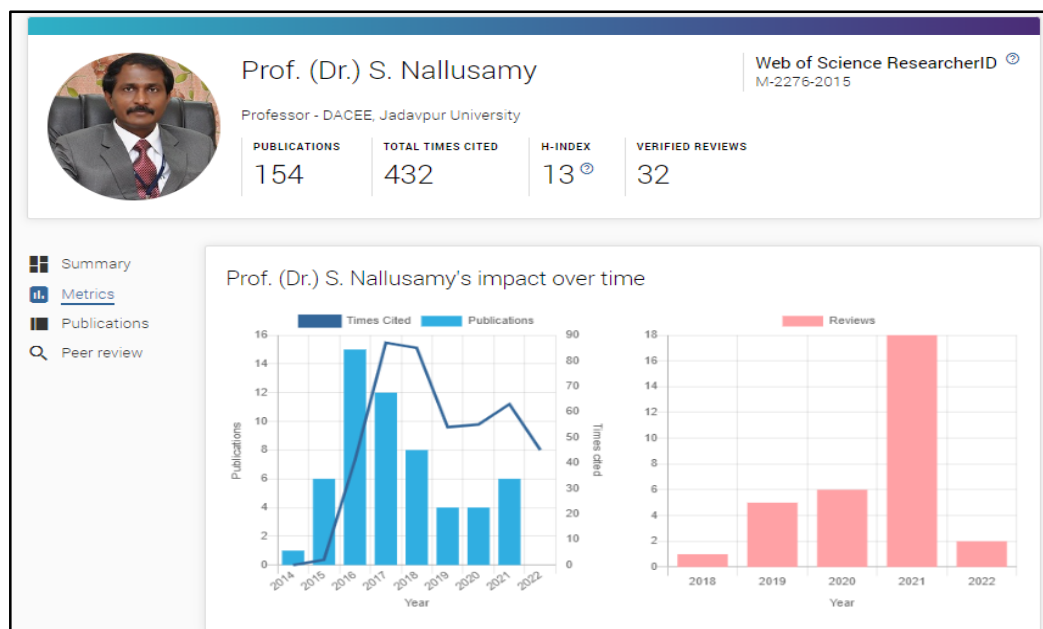 Prof. (Dr.) S. Nallusamy
Web of Science ResearcherID ?
M-2276-2015
Professor - DACEE, Jadavpur University
PUBLICATIONS TOTAL TIMES CITED H-INDEX VERIFIED REVIEWS
154 432 13 ? 32
Summary
Metrics
Publications
Peer review
Prof. (Dr.) S. Nallusamy's impact over time
Times Cited Publications
16 14 12 10 8 6 4 2 0
Publications
90 80 70 60 50 40 30 20 10 0
Times cited
2014 2015 2016 2017 2018 2019 2020 2021 2022
Year
Reviews
18 16 14 12 10 8 6 4 2 0
2018 2019 2020 2021 2022
Year